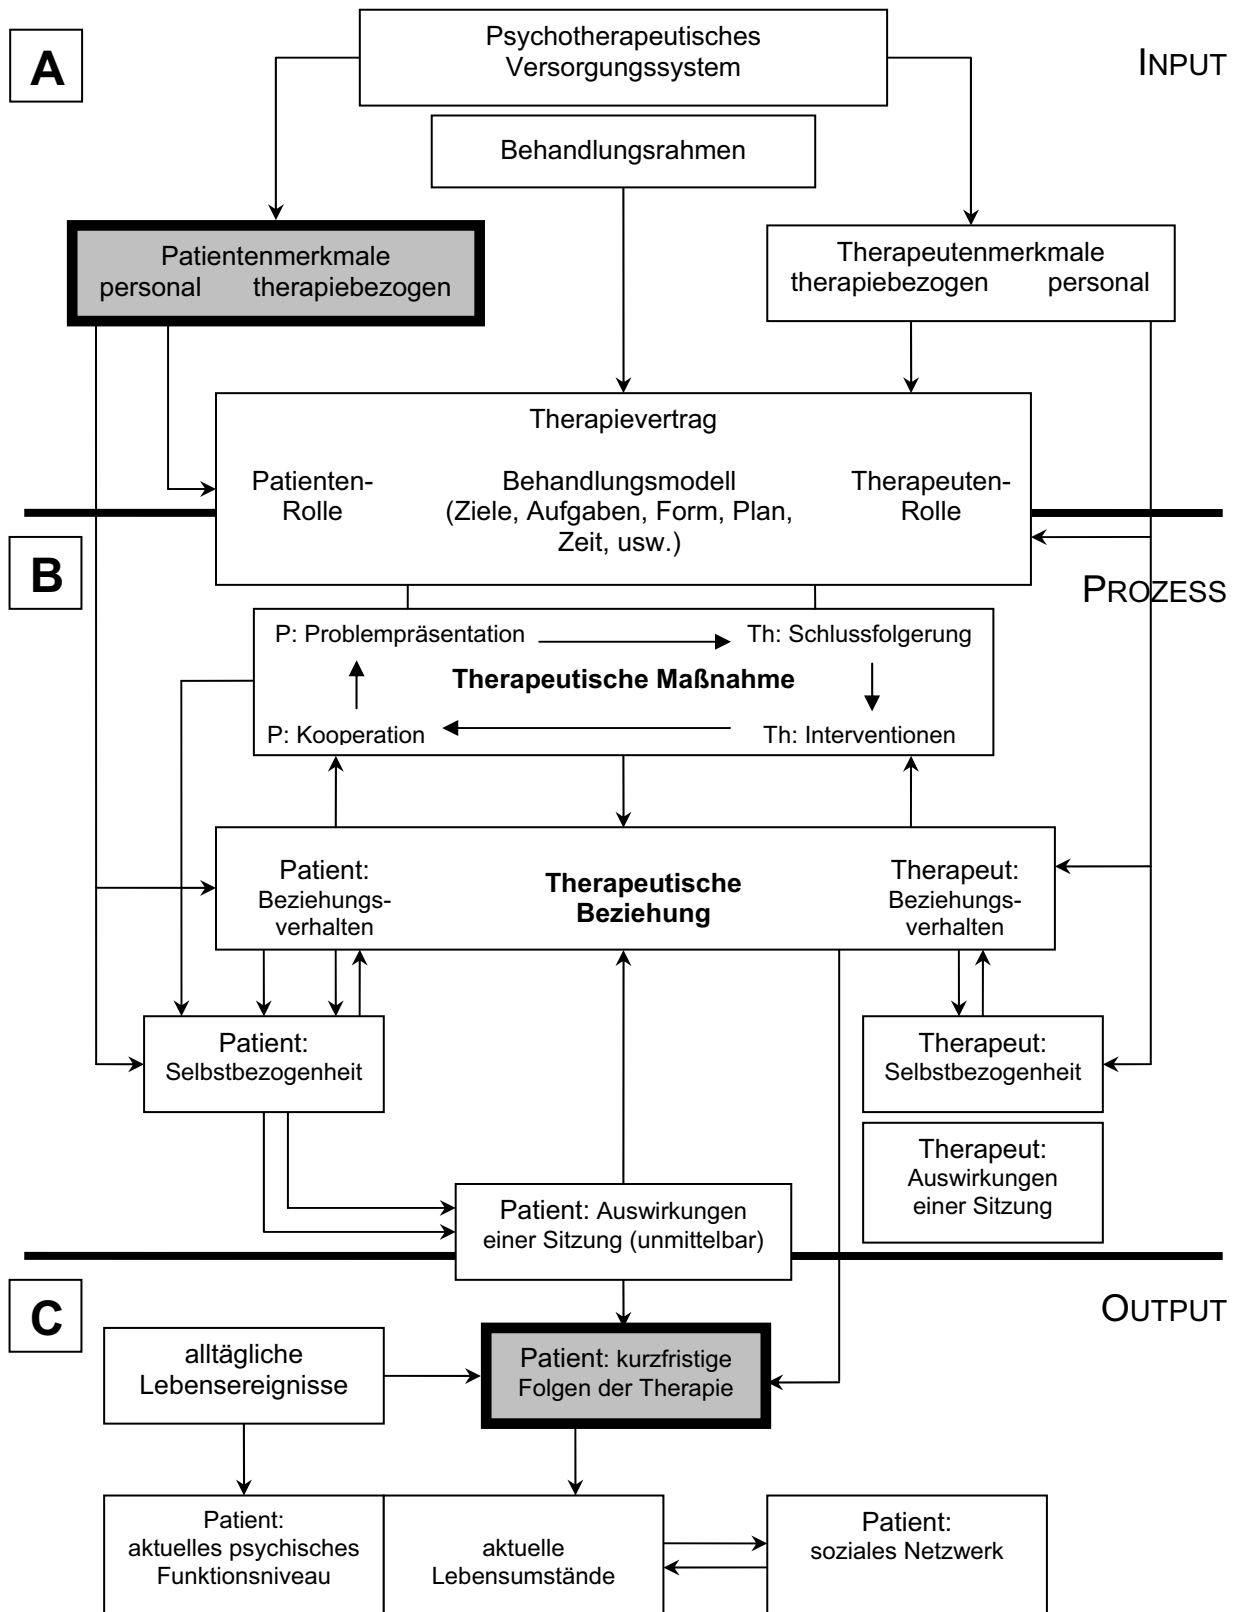 A
Psychotherapeutisches
Versorgungssystem
INPUT
Behandlungsrahmen
Patientenmerkmale
personal therapiebezogen
Therapeutenmerkmale
therapiebezogen personal
Therapievertrag
Patienten-
Rolle
Behandlungsmodell
(Ziele, Aufgaben, Form, Plan,
Zeit, usw.)
Therapeuten-
Rolle
B
PROZESS
P: Problempräsentation
Th: Schlussfolgerung
Therapeutische Maßnahme
P: Kooperation
Th: Interventionen
Patient:
Beziehungs-
verhalten
Therapeutische
Beziehung
Therapeut:
Beziehungs-
verhalten
Patient:
Selbstbezogenheit
Therapeut:
Selbstbezogenheit
Therapeut:
Auswirkungen
einer Sitzung
Patient: Auswirkungen
einer Sitzung (unmittelbar)
C
OUTPUT
alltägliche
Lebensereignisse
Patient: kurzfristige
Folgen der Therapie
Patient:
aktuelles psychisches
Funktionsniveau
aktuelle
Lebensumstände
Patient:
soziales Netzwerk